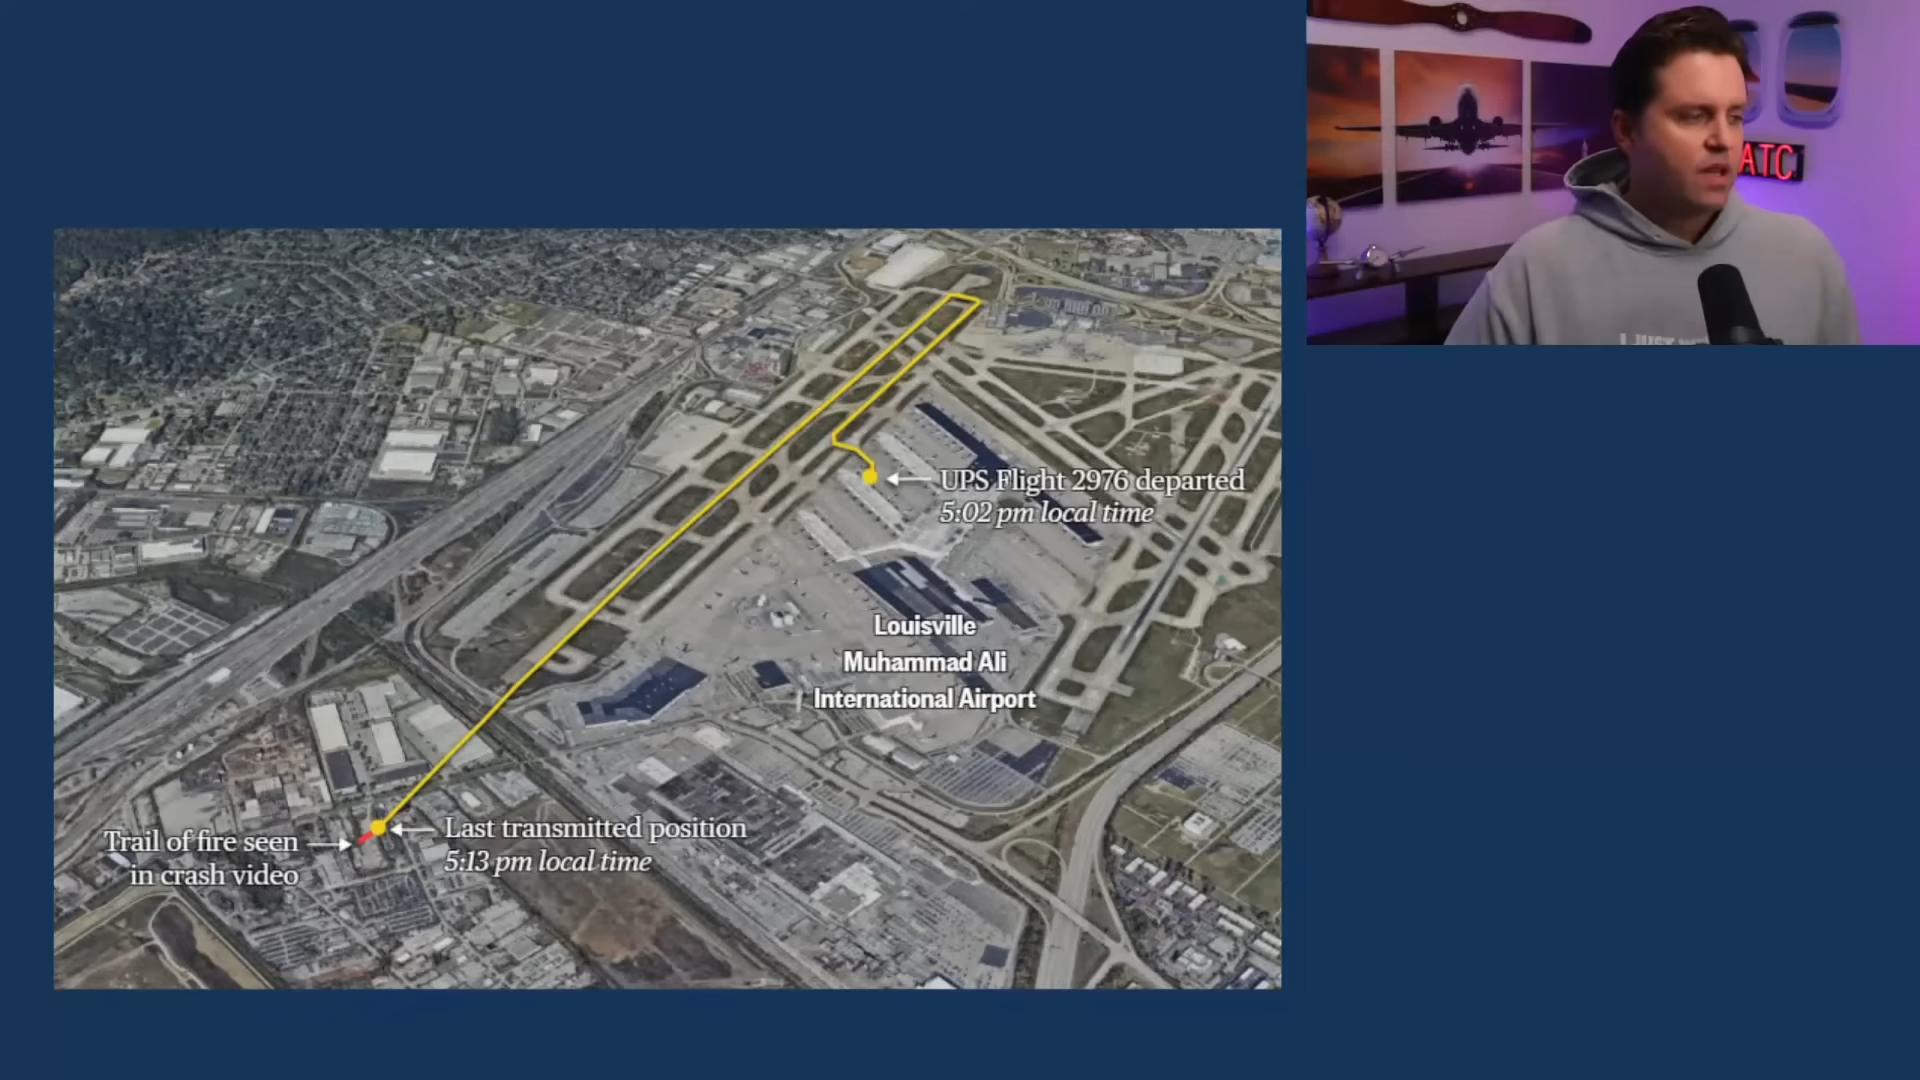 ATC
UPS Flight 2976 departed
5:02 pm local time
Louisville
Muhammad Ali
International Airport
Trail of fire seen
in crash video
Last transmitted position
5:13 pm local time